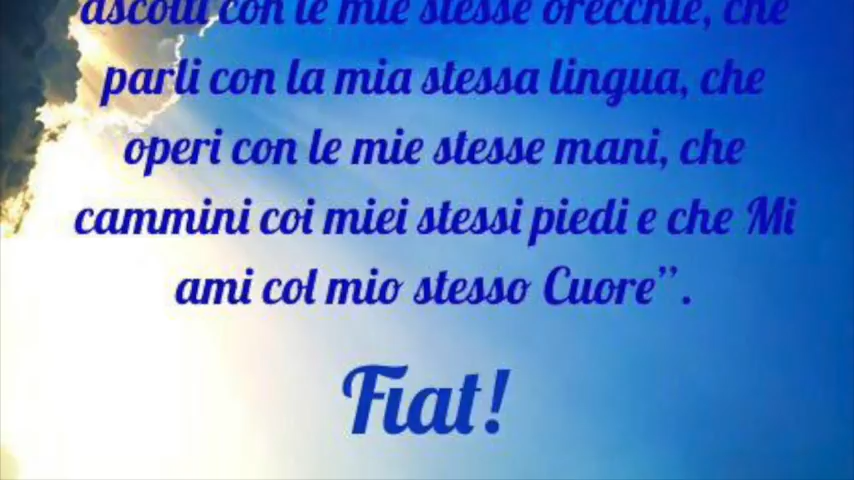 ascolti con le mie stesse orecchie, che
parli con la mia stessa lingua, che
operi con le mie stesse mani, che
cammini coi miei stessi piedi e che Mi
ami col mio stesso Cuore”.
Fiat!